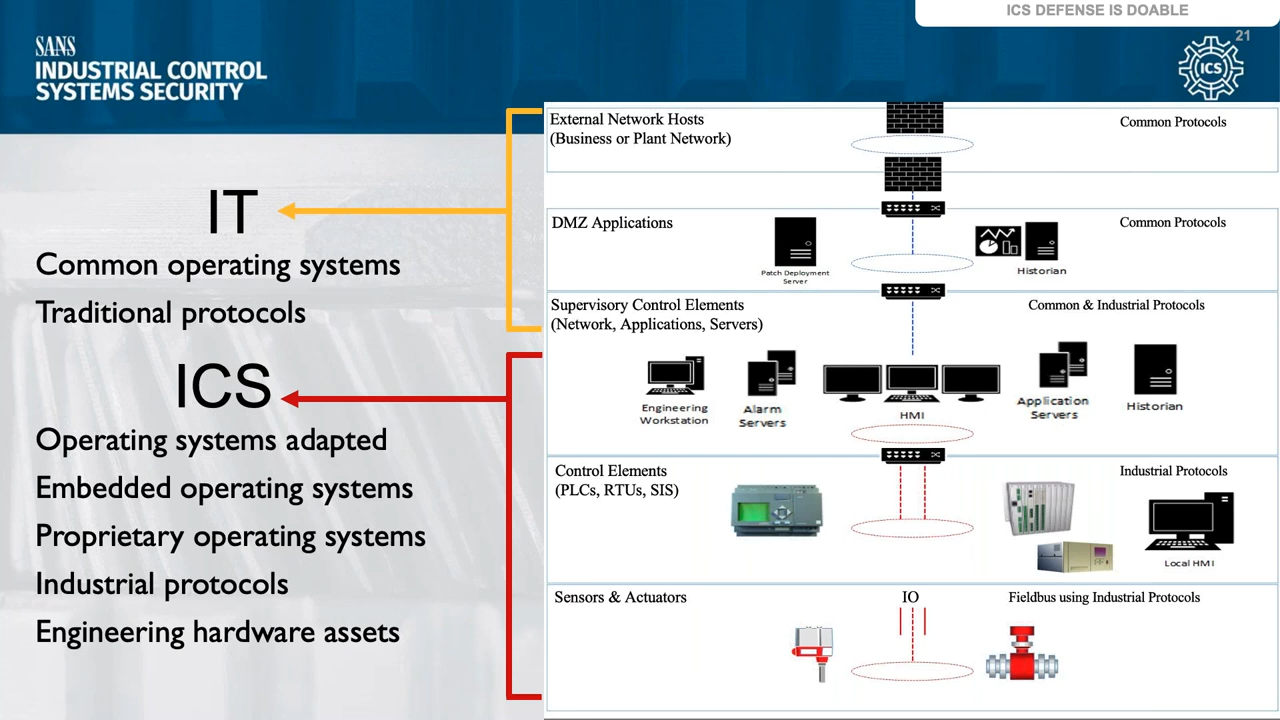 ICS DEFENSE IS DOABLE
21
SANS
INDUSTRIAL CONTROL
SYSTEMS SECURITY
ICS
IT
Common operating systems
Traditional protocols
ICS
Operating systems adapted
Embedded operating systems
Proprietary operating systems
Industrial protocols
Engineering hardware assets
External Network Hosts
(Business or Plant Network)
Common Protocols
DMZ Applications
Common Protocols
Patch Deployment
Server
Historian
Supervisory Control Elements
(Network, Applications, Servers)
Common & Industrial Protocols
Engineering
Workstation
Alarm
Servers
HMI
Application
Servers
Historian
Control Elements
(PLCs, RTUs, SIS)
Industrial Protocols
Local HMI
Sensors & Actuators
IO
Fieldbus using Industrial Protocols